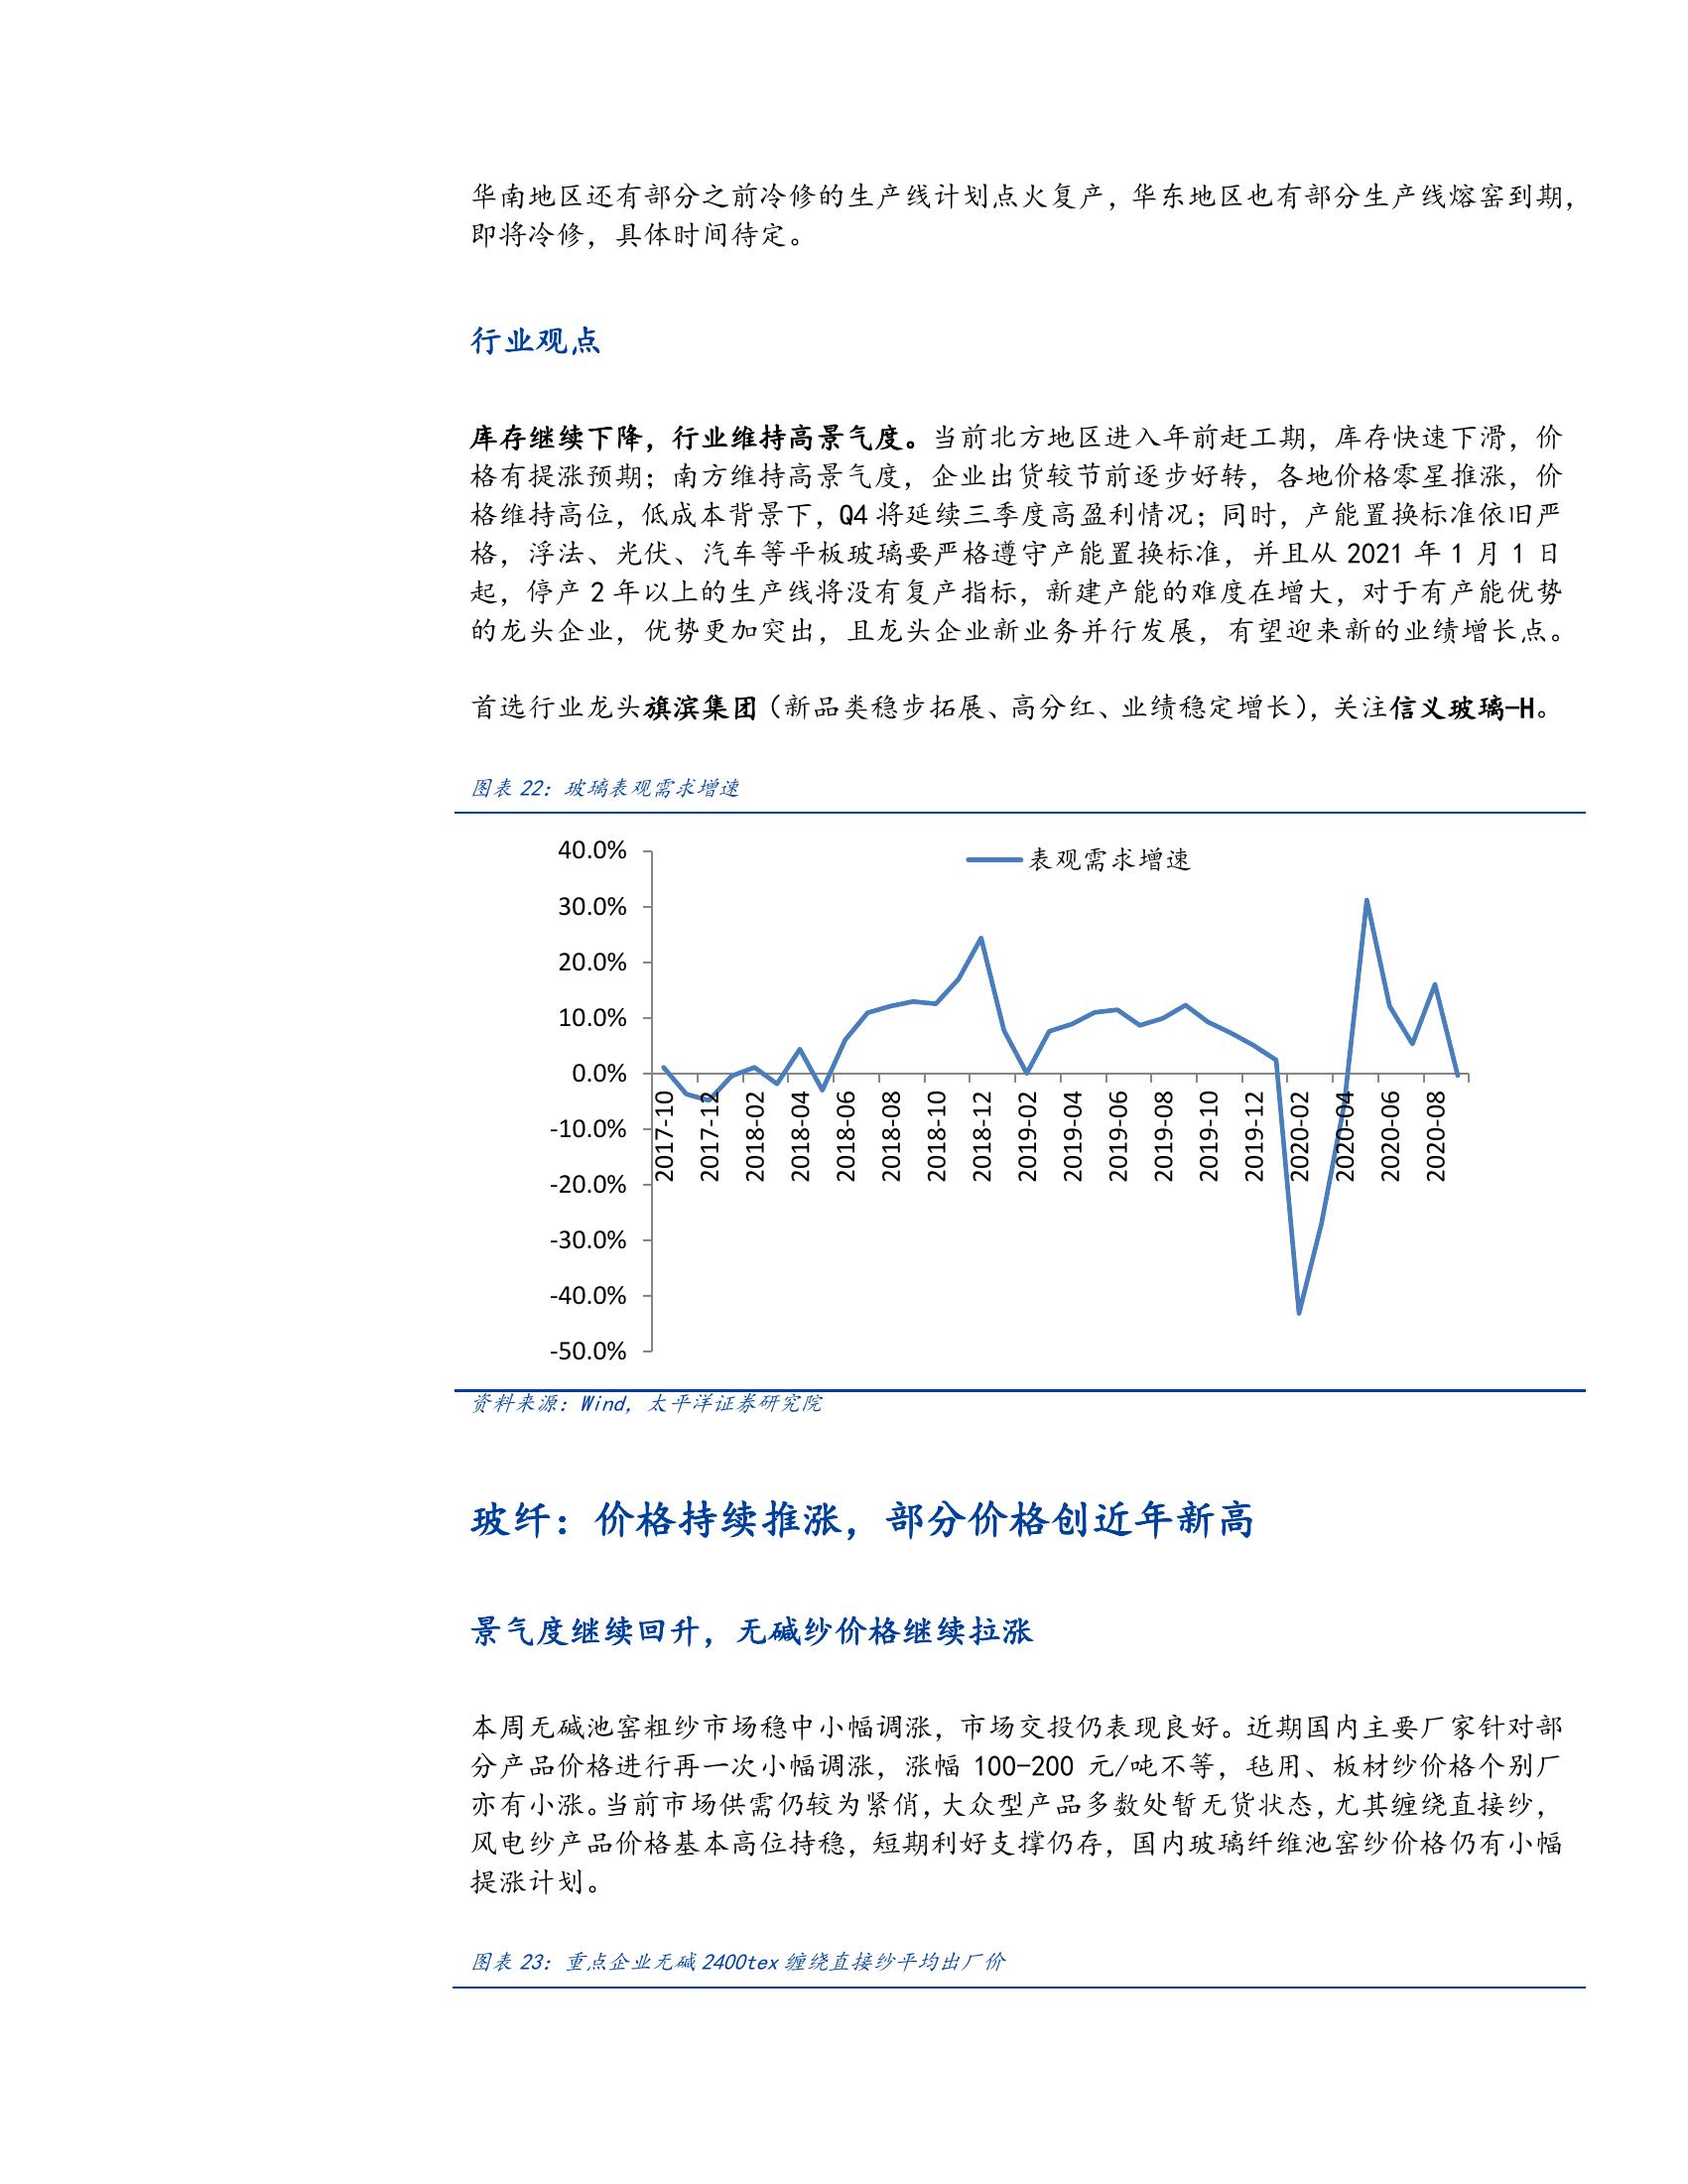 华南地区还有部分之前冷修的生产线计划点火复产，华东地区也有部分生产线熔窑到期，
即将冷修，具体时间待定。
行业观点
库存继续下降，行业维持高景气度。当前北方地区进入年前赶工期，库存快速下滑，价
格有提涨预期；南方维持高景气度，企业出货较节前逐步好转，各地价格零星推涨，价
格维持高位，低成本背景下，Q4 将延续三季度高盈利情况；同时，产能置换标准依旧严
格，浮法、光伏、汽车等平板玻璃要严格遵守产能置换标准，并且从 2021 年 1 月 1 日
起，停产 2 年以上的生产线将没有复产指标，新建产能的难度在增大，对于有产能优势
的龙头企业，优势更加突出，且龙头企业新业务并行发展，有望迎来新的业绩增长点。
首选行业龙头旗滨集团（新品类稳步拓展、高分红、业绩稳定增长），关注信义玻璃-H。
图表 22：玻璃表观需求增速
表观需求增速
40.0%
30.0%
20.0%
10.0%
0.0%
-10.0%
-20.0%
-30.0%
-40.0%
-50.0%
2017-10
2017-12
2018-02
2018-04
2018-06
2018-08
2018-10
2018-12
2019-02
2019-04
2019-06
2019-08
2019-10
2019-12
2020-02
2020-04
2020-06
2020-08
资料来源：Wind，太平洋证券研究院
玻纤：价格持续推涨，部分价格创近年新高
景气度继续回升，无碱纱价格继续拉涨
本周无碱池窑粗纱市场稳中小幅调涨，市场交投仍表现良好。近期国内主要厂家针对部
分产品价格进行再一次小幅调涨，涨幅 100-200 元/吨不等，毡用、板材纱价格个别厂
亦有小涨。当前市场供需仍较为紧俏，大众型产品多数处暂无货状态，尤其缠绕直接纱，
风电纱产品价格基本高位持稳，短期利好支撑仍存，国内玻璃纤维池窑纱价格仍有小幅
提涨计划。
图表 23：重点企业无碱 2400tex 缠绕直接纱平均出厂价